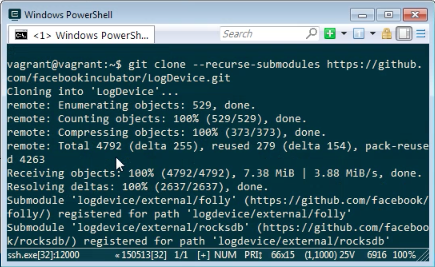 Windows PowerShell
<1> Windows PowerSh...
Search
vagrant@vagrant:~$ git clone --recurse-submodules https://github.
com/facebookincubator/LogDevice.git
Cloning into 'LogDevice'...
remote: Enumerating objects: 529, done.
remote: Counting objects: 100% (529/529), done.
remote: Compressing objects: 100% (373/373), done.
remote: Total 4792 (delta 255), reused 279 (delta 154), pack-reuse
d 4263
Receiving objects: 100% (4792/4792), 7.38 MiB | 3.88 MiB/s, done.
Resolving deltas: 100% (2637/2637), done.
Submodule 'logdevice/external/folly' (https://github.com/facebook/
folly/) registered for path 'logdevice/external/folly'
Submodule 'logdevice/external/rocksdb' (https://github.com/faceboo
k/rocksdb/) registered for path 'logdevice/external/rocksdb'
ssh.exe[32]:12000 «150513[32] 1/1 [+] NUM PRI↕ 66x15 (1,1000) 25V 6916 100%